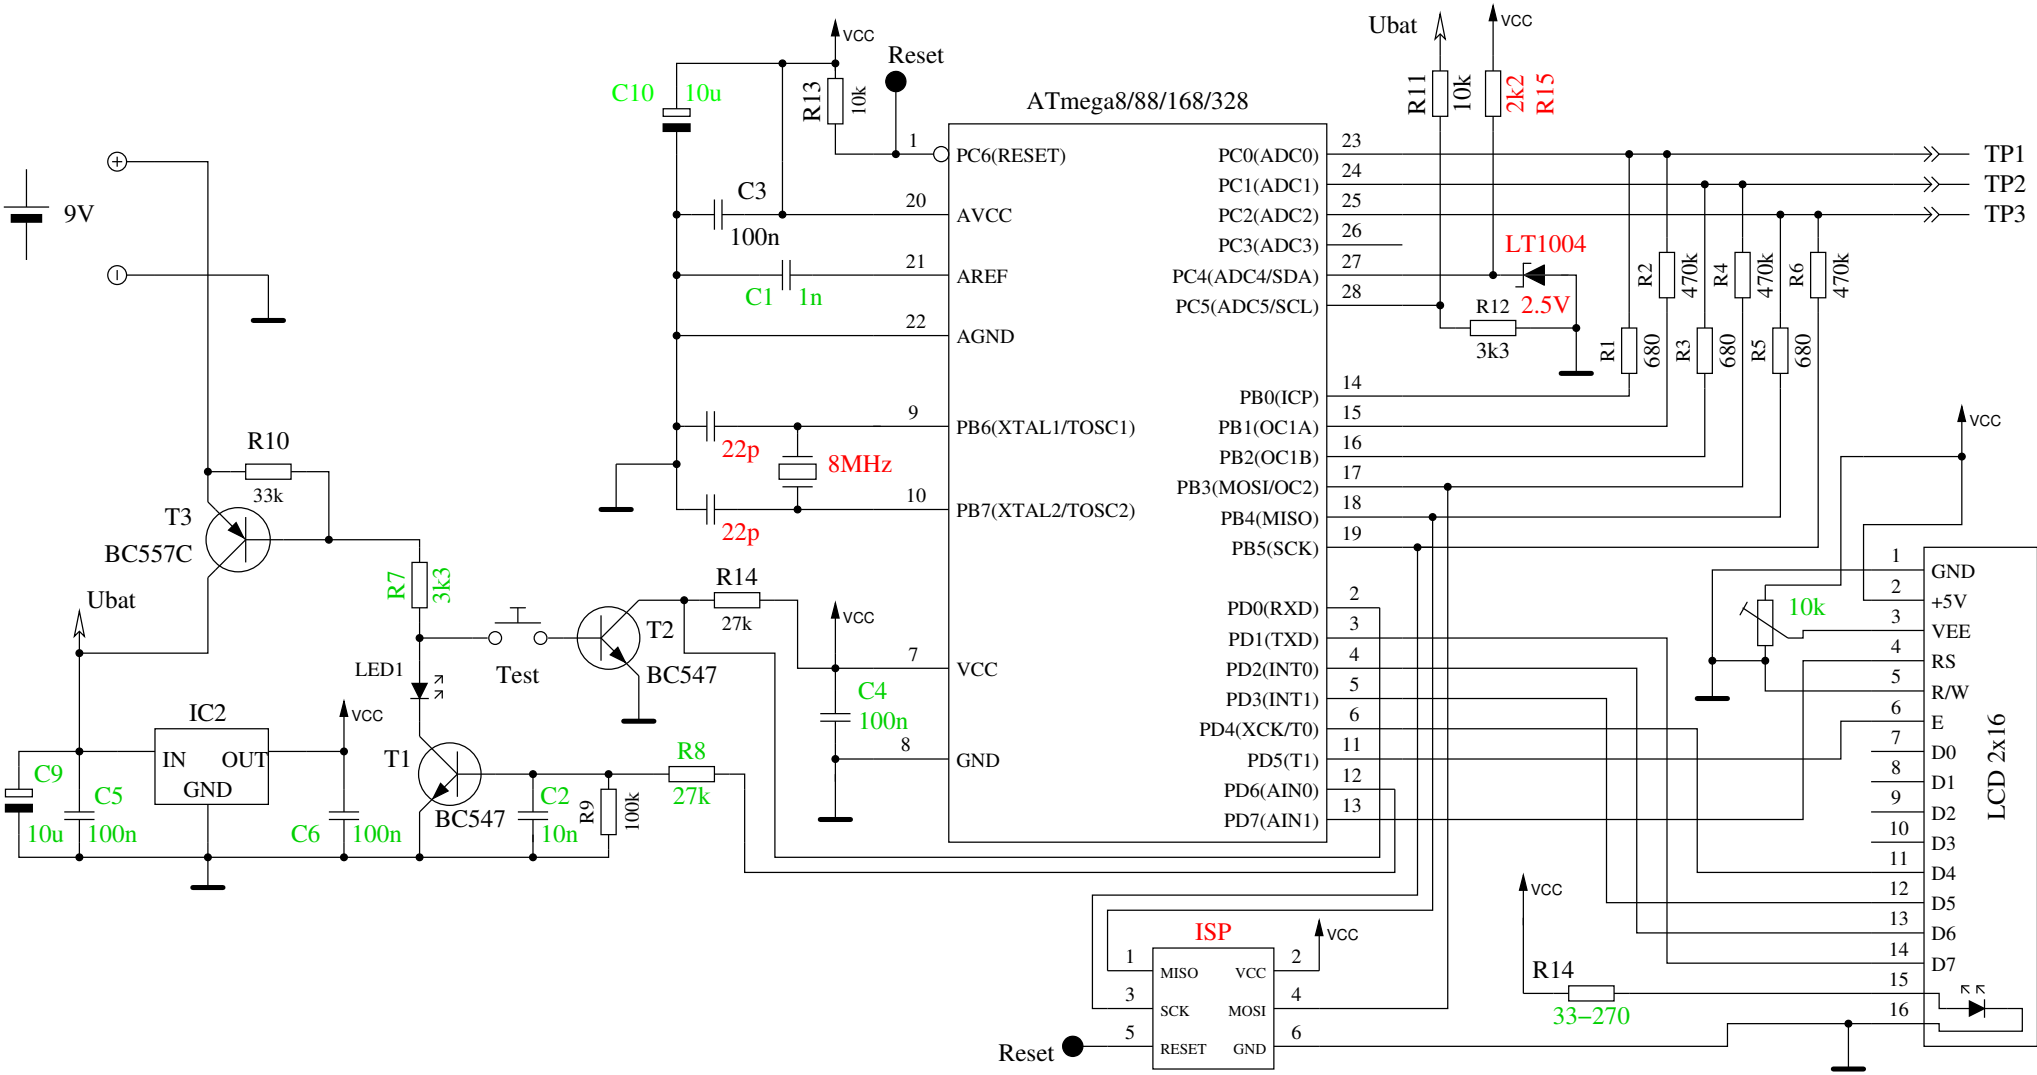 Ubat
VCC
VCC
Reset
C10
10u
R13
10k
ATmega8/88/168/328
R11
10k
2k2
R15
1
PC6(RESET)
PC0(ADC0)
23
TP1
PC1(ADC1)
24
TP2
C3
100n
20
AVCC
PC2(ADC2)
25
TP3
9V
PC3(ADC3)
26
LT1004
C1
1n
21
AREF
PC4(ADC4/SDA)
27
2.5V
PC5(ADC5/SCL)
28
R12
3k3
22
AGND
R2
470k
R4
470k
R6
470k
R1
680
R3
680
R5
680
PB0(ICP)
14
22p
9
PB6(XTAL1/TOSC1)
PB1(OC1A)
15
VCC
R10
33k
8MHz
PB2(OC1B)
16
PB3(MOSI/OC2)
17
22p
10
PB7(XTAL2/TOSC2)
PB4(MISO)
18
T3
BC557C
PB5(SCK)
19
R7
3k3
R14
27k
1
GND
2
+5V
10k
3
VEE
4
RS
5
R/W
6
E
7
D0
8
D1
9
D2
10
D3
11
D4
12
D5
13
D6
14
D7
15
16
LCD 2x16
Ubat
T2
BC547
Test
VCC
PD0(RXD)
2
PD1(TXD)
3
7
VCC
PD2(INT0)
4
LED1
C4
100n
PD3(INT1)
5
IC2
IN
OUT
GND
VCC
PD4(XCK/T0)
6
T1
BC547
R8
27k
8
GND
PD5(T1)
11
PD6(AIN0)
12
PD7(AIN1)
13
C9
10u
C5
100n
C6
100n
C2
10n
R9
100k
VCC
R14
33−270
ISP
VCC
1
MISO
VCC
2
3
SCK
MOSI
4
Reset
5
RESET
GND
6